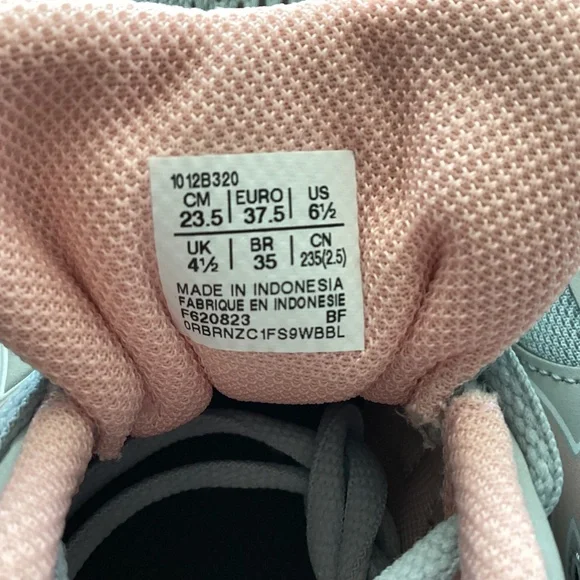 1012B320
CM | EURO | US
23.5 | 37.5 | 6½
UK | BR | CN
4½ | 35 | 235(2.5)
MADE IN INDONESIA
FABRIQUE EN INDONESIE
F620823 BF
0RBRNZC1FS9WBBL